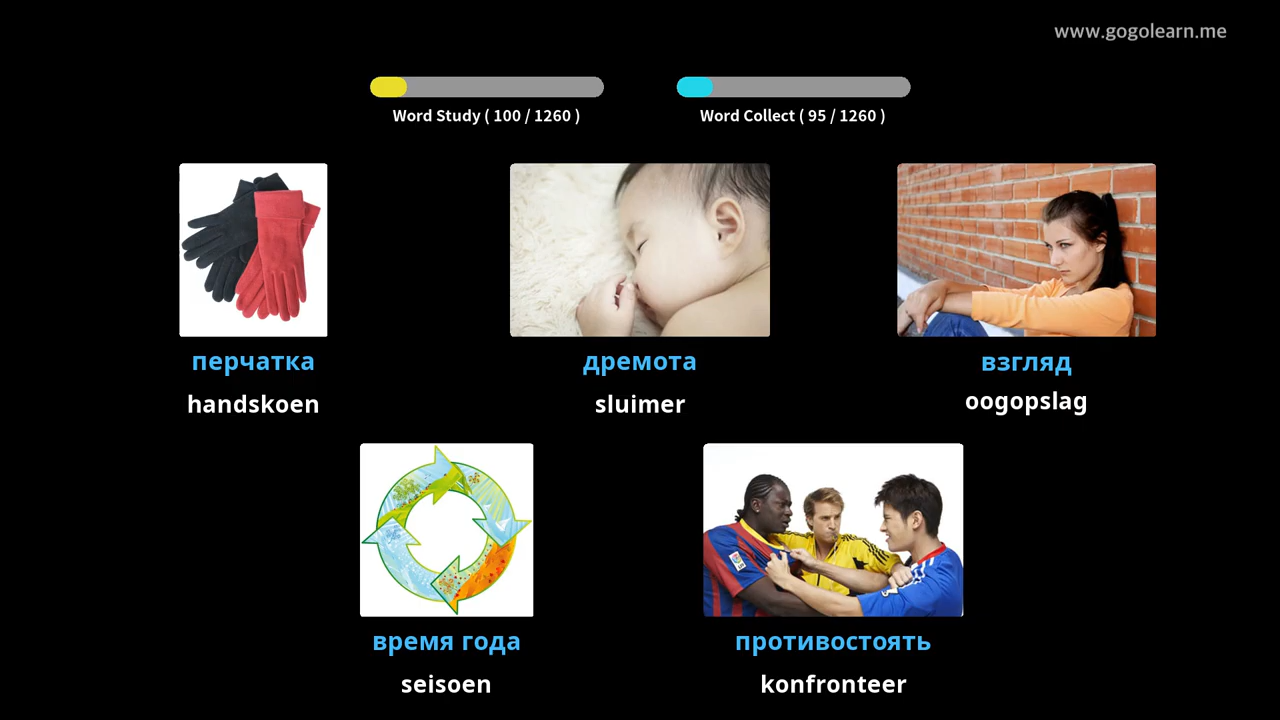 www.gogolearn.me
Word Study ( 100 / 1260 )
Word Collect ( 95 / 1260 )
перчатка
handskoen
дремота
sluimer
взгляд
oogopslag
время года
seisoen
противостоять
konfronteer